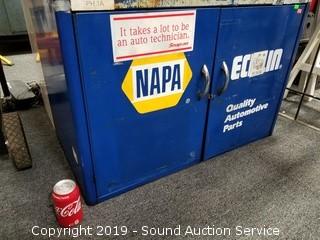 It takes a lot to be
an auto technician.
Snap-on
NAPA
ECHLIN
Quality
Automotive
Parts
Coca-Cola
Copyright 2019 - Sound Auction Service